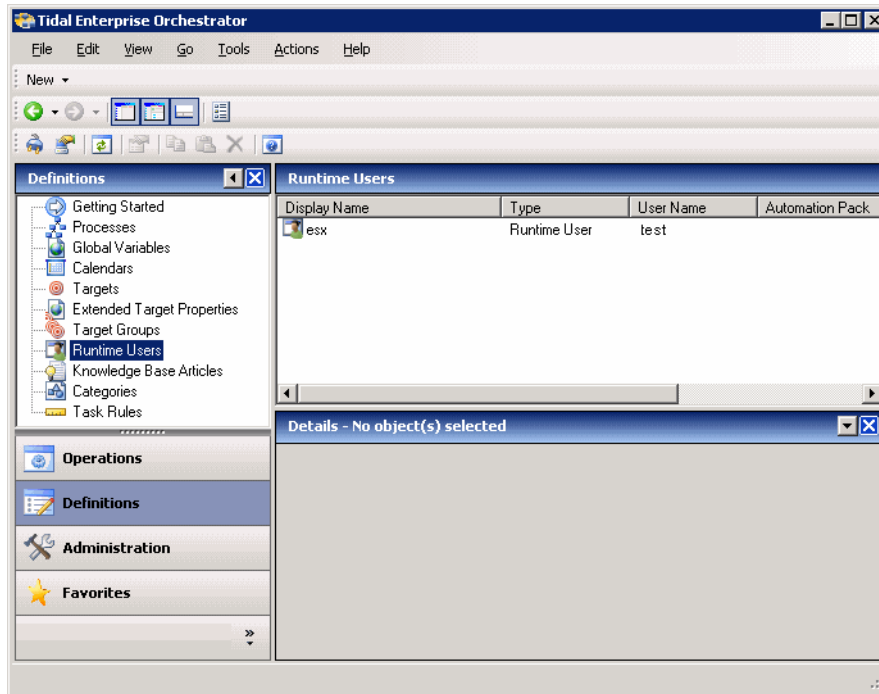 Tidal Enterprise Orchestrator
File Edit View Go Tools Actions Help
New
Definitions
Getting Started
Processes
Global Variables
Calendars
Targets
Extended Target Properties
Target Groups
Runtime Users
Knowledge Base Articles
Categories
Task Rules
Operations
Definitions
Administration
Favorites
Runtime Users
Display Name Type User Name Automation Pack
esx Runtime User test
Details - No object(s) selected